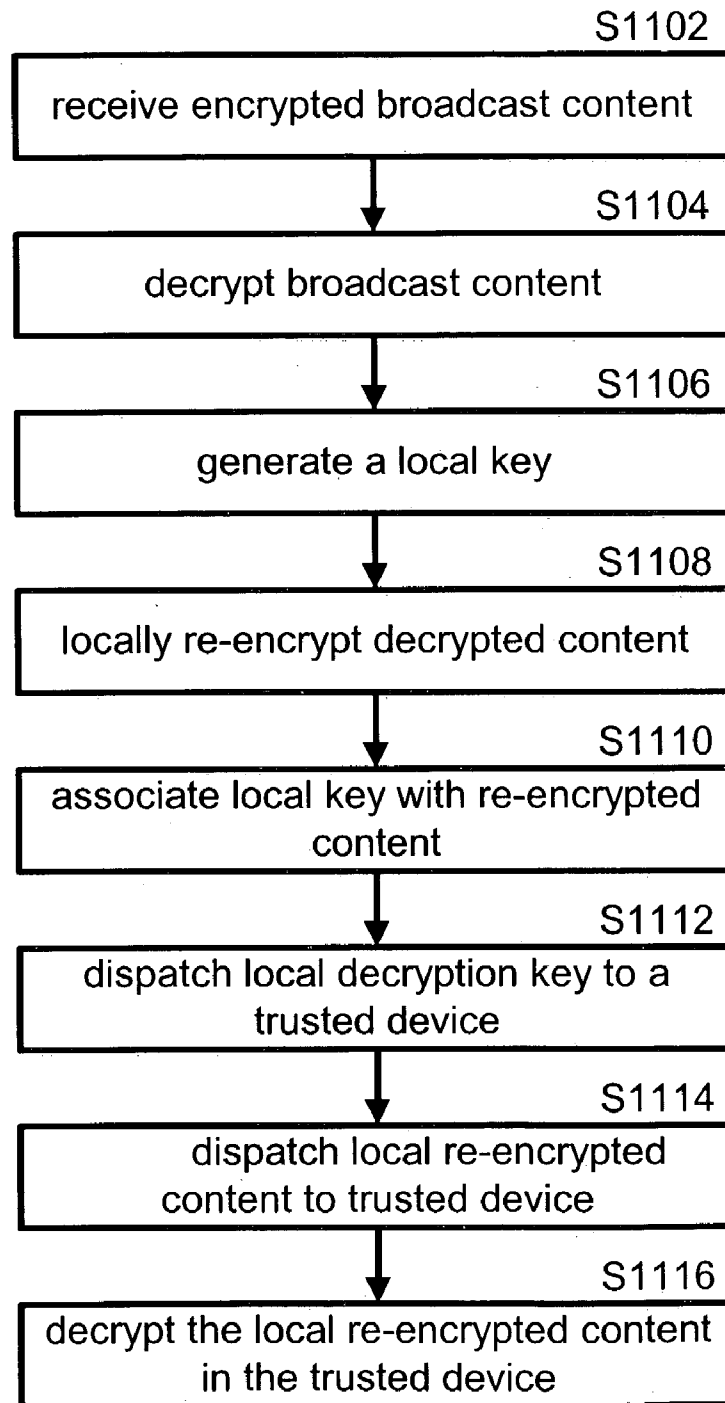 S1102
receive encrypted broadcast content
S1104
decrypt broadcast content
S1106
generate a local key
S1108
locally re-encrypt decrypted content
S1110
associate local key with re-encrypted
content
S1112
dispatch local decryption key to a
trusted device
S1114
dispatch local re-encrypted
content to trusted device
S1116
decrypt the local re-encrypted content
in the trusted device